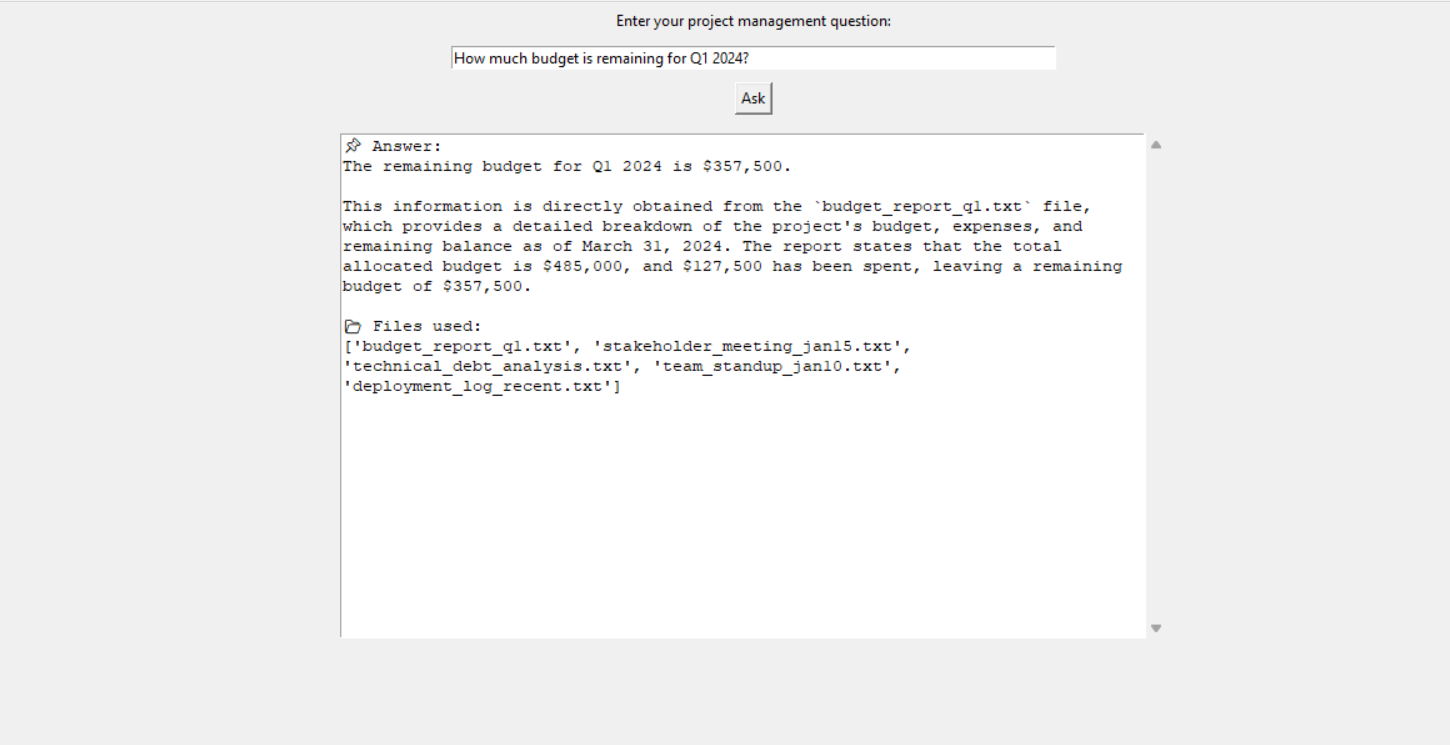 Enter your project management question:
How much budget is remaining for Q1 2024?
Ask
📌 Answer:
The remaining budget for Q1 2024 is $357,500.
This information is directly obtained from the `budget_report_q1.txt` file,
which provides a detailed breakdown of the project's budget, expenses, and
remaining balance as of March 31, 2024. The report states that the total
allocated budget is $485,000, and $127,500 has been spent, leaving a remaining
budget of $357,500.
📂 Files used:
['budget_report_q1.txt', 'stakeholder_meeting_jan15.txt',
'technical_debt_analysis.txt', 'team_standup_jan10.txt',
'deployment_log_recent.txt']